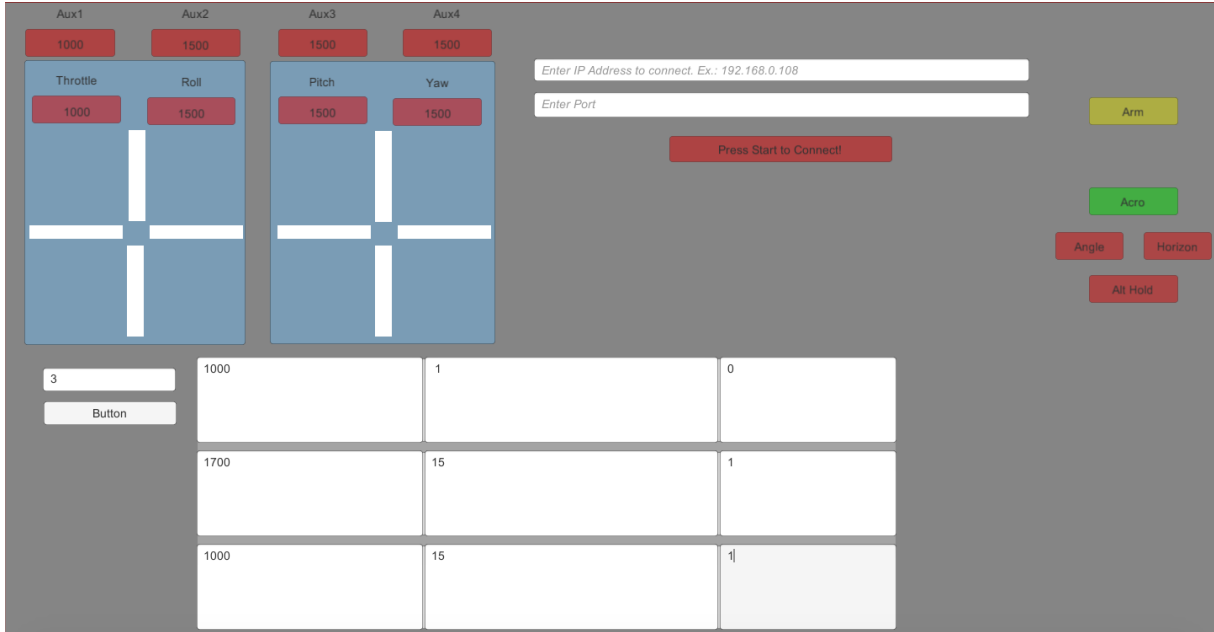 Aux1 Aux2 Aux3 Aux4
1000 1500 1500 1500
Throttle Roll Pitch Yaw
1000 1500 1500 1500
Enter IP Address to connect. Ex.: 192.168.0.108
Enter Port
Press Start to Connect!
Arm
Acro
Angle Horizon
Alt Hold
3
Button
1000 1 0
1700 15 1
1000 15 1